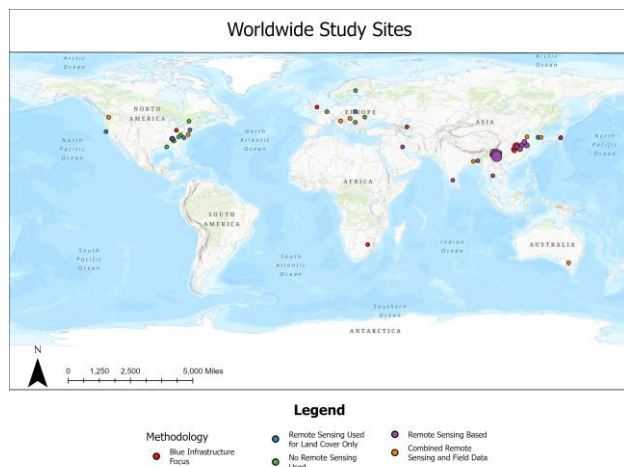 Worldwide Study Sites
Arctic
Ocean
Arctic
Ocean
NORTH
AMERICA
EUROPE
ASIA
North
Pacific
Ocean
North
Atlantic
Ocean
North
Pacific
Ocean
AFRICA
SOUTH
AMERICA
Indian
Ocean
AUSTRALIA
South
Pacific
Ocean
South
Atlantic
Ocean
Southern
Ocean
ANTARCTICA
N
0 1,250 2,500 5,000 Miles
Legend
Methodology
Blue Infrastructure
Focus
Remote Sensing Used
for Land Cover Only
No Remote Sensing
Used
Remote Sensing Based
Combined Remote
Sensing and Field Data